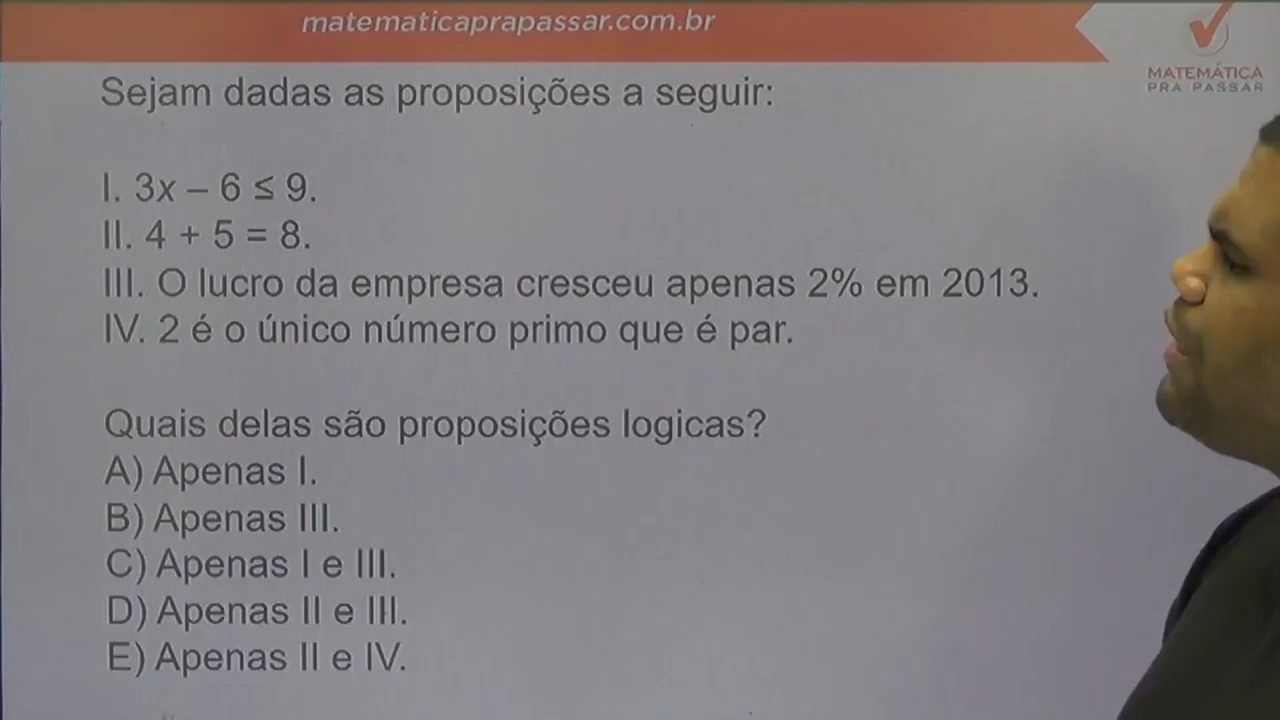 matematicaprapassar.com.br
MATEMÁTICA
PRA PASSAR
Sejam dadas as proposições a seguir:
I. 3x – 6 ≤ 9.
II. 4 + 5 = 8.
III. O lucro da empresa cresceu apenas 2% em 2013.
IV. 2 é o único número primo que é par.
Quais delas são proposições logicas?
A) Apenas I.
B) Apenas III.
C) Apenas I e III.
D) Apenas II e III.
E) Apenas II e IV.